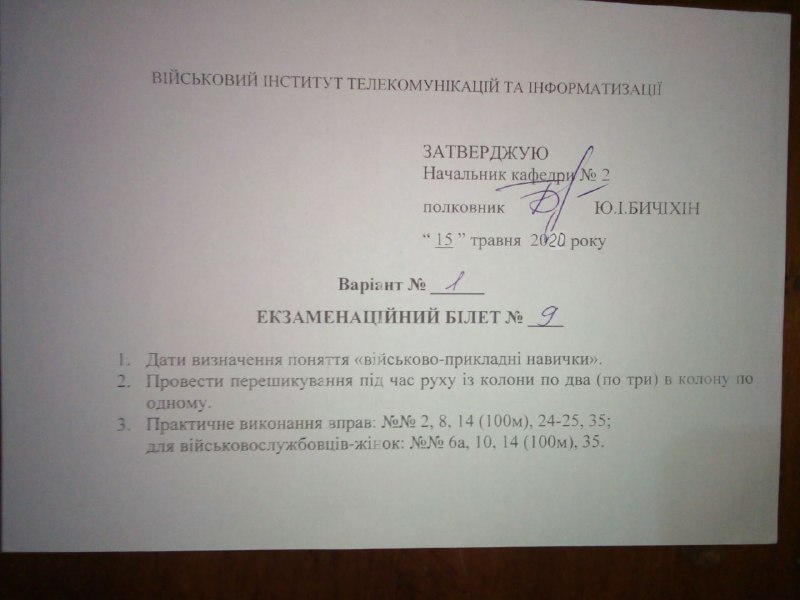 ВІЙСЬКОВИЙ ІНСТИТУТ ТЕЛЕКОМУНІКАЦІЙ ТА ІНФОРМАТИЗАЦІЇ
ЗАТВЕРДЖУЮ
Начальник кафедри № 2
полковник Ю.І.БИЧІХІН
“ 15 ” травня 2020 року
Варіант № 1
ЕКЗАМЕНАЦІЙНИЙ БІЛЕТ № 9
1. Дати визначення поняття «військово-прикладні навички».
2. Провести перешикування під час руху із колони по два (по три) в колону по
одному.
3. Практичне виконання вправ: №№ 2, 8, 14 (100м), 24-25, 35;
для військовослужбовців-жінок: №№ 6а, 10, 14 (100м), 35.